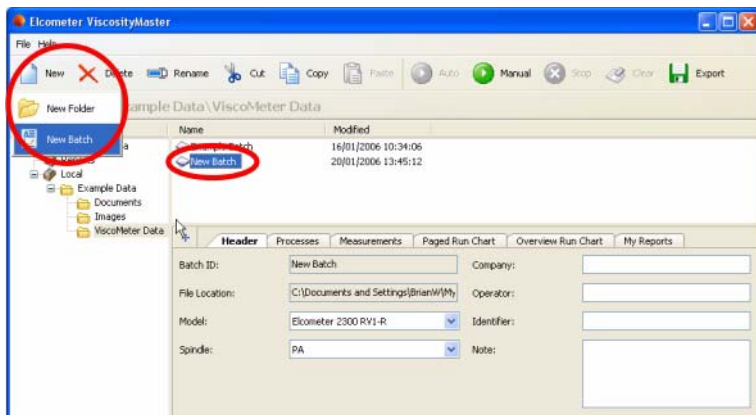 Elcometer ViscosityMaster
File Help
New Delete Rename Cut Copy Paste Auto Manual Stop Clear Export
New Folder
New Batch
ample Data\ViscoMeter Data
Name Modified
Example Batch 16/01/2006 10:34:06
New Batch 20/01/2006 13:45:12
Local
Example Data
Documents
Images
ViscoMeter Data
Header Processes Measurements Paged Run Chart Overview Run Chart My Reports
Batch ID: New Batch Company:
File Location: C:\Documents and Settings\BrianW\My Operator:
Model: Elcometer 2300 RV1-R Identifier:
Spindle: PA Note: